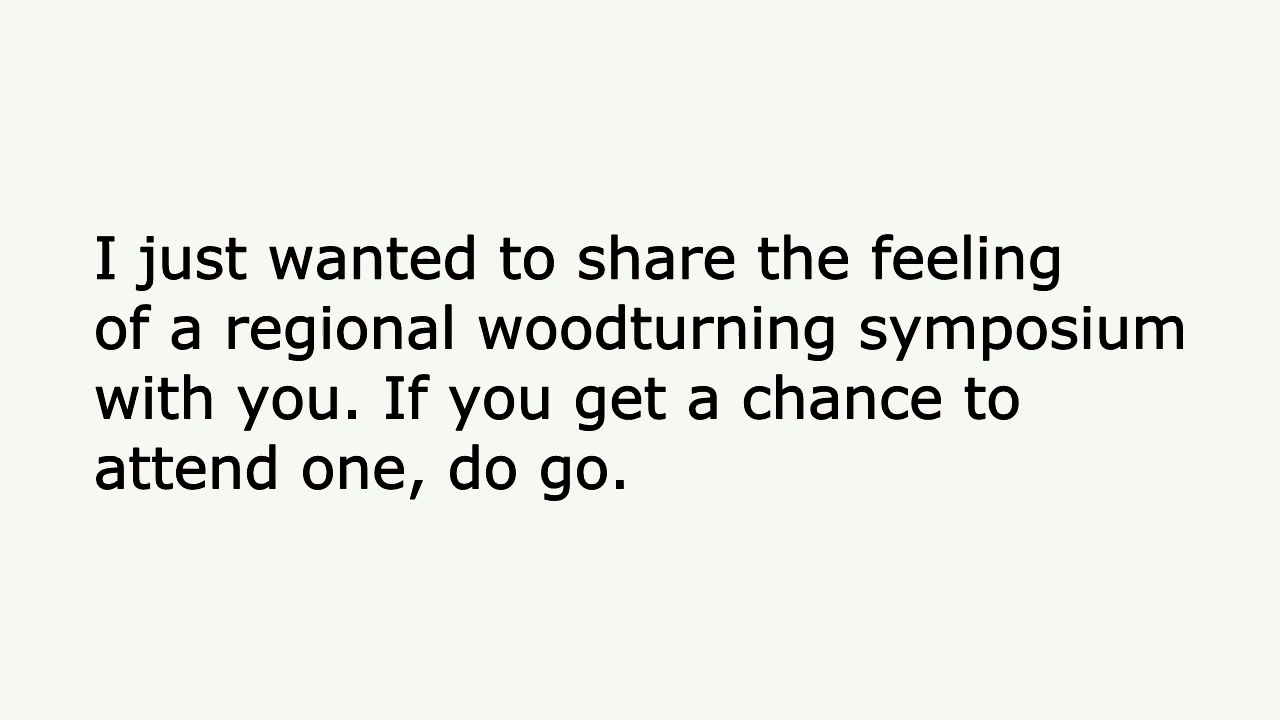 I just wanted to share the feeling
of a regional woodturning symposium
with you. If you get a chance to
attend one, do go.